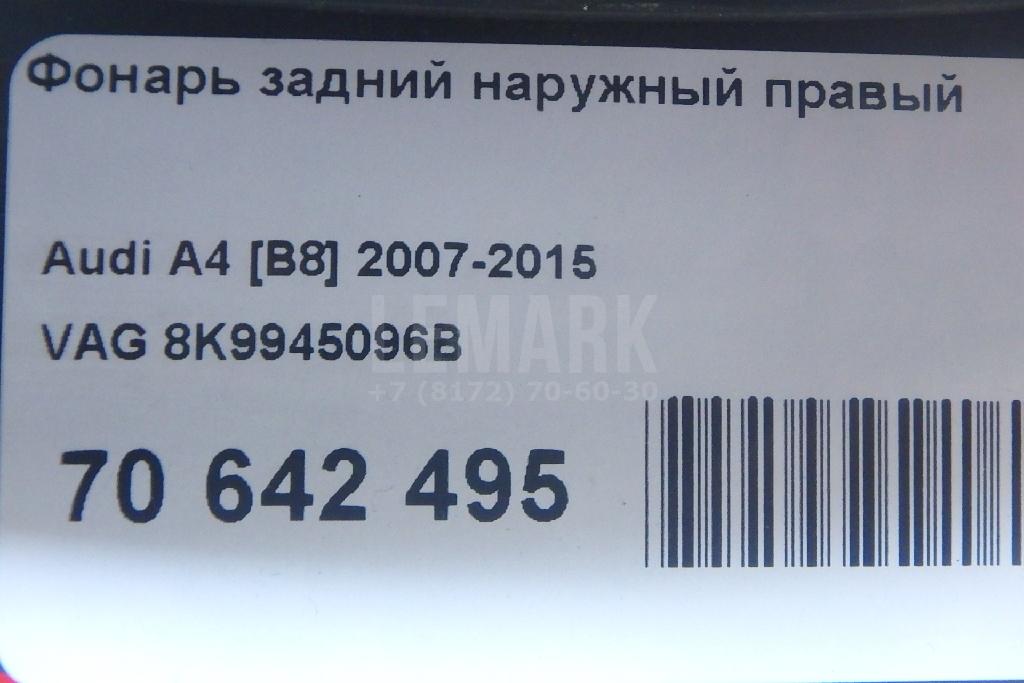 Фонарь задний наружный правый
Audi A4 [B8] 2007-2015
LEMARK
VAG 8K9945096B
+7 (8172) 70-60-30
70 642 495